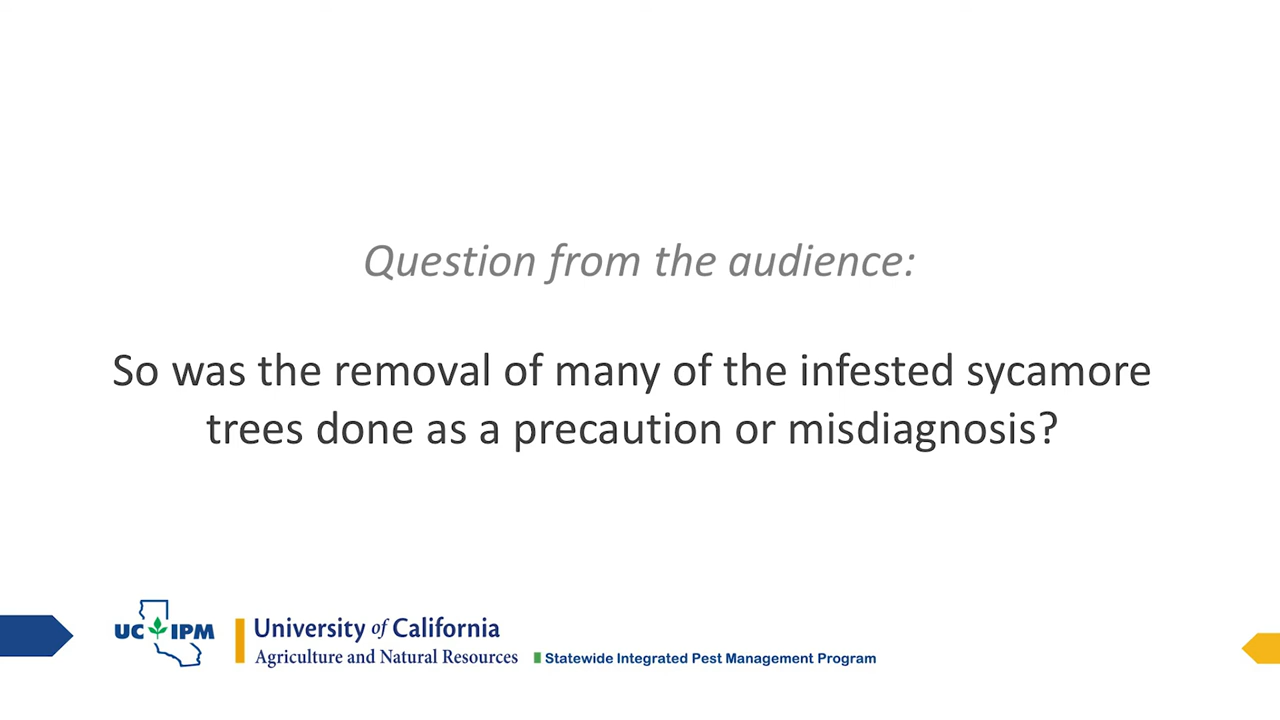 Question from the audience:
So was the removal of many of the infested sycamore
trees done as a precaution or misdiagnosis?
UC IPM
University of California
Agriculture and Natural Resources
Statewide Integrated Pest Management Program